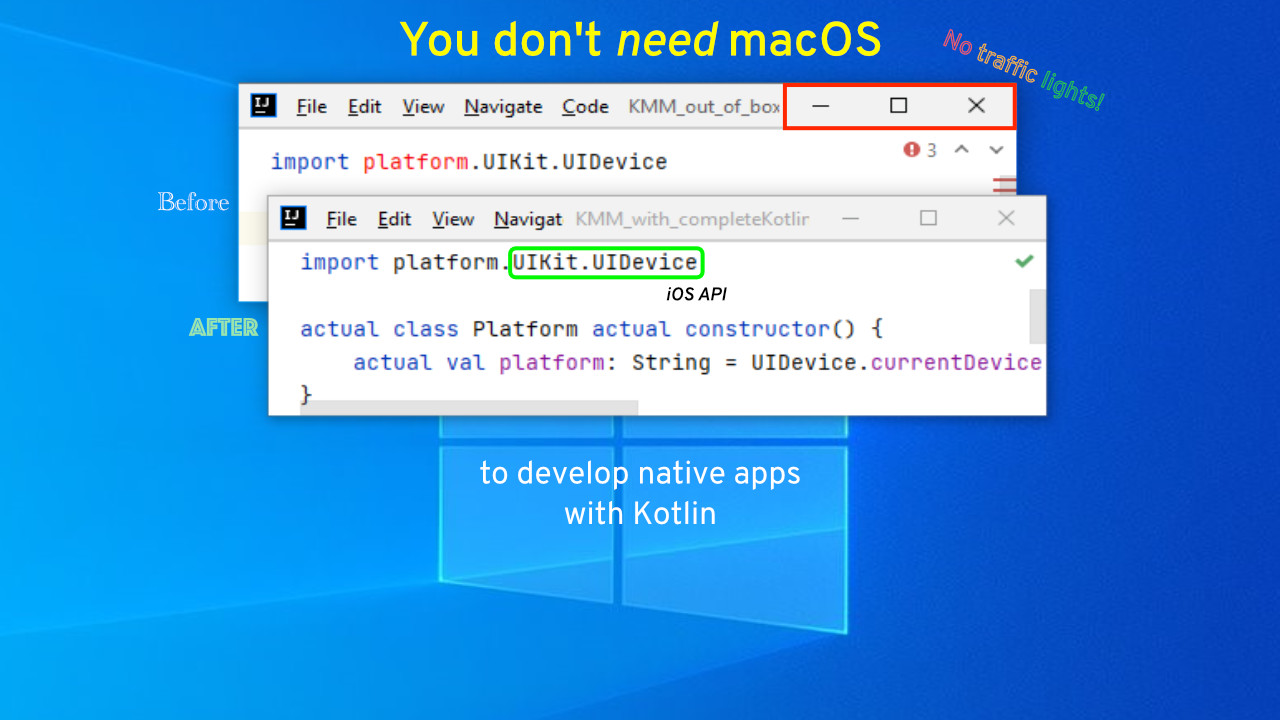 You don't need macOS
No traffic lights!
IJ File Edit View Navigate Code KMM_out_of_box
3
import platform.UIKit.UIDevice
Before
IJ File Edit View Navigat KMM_with_completeKotlin
import platform.UIKit.UIDevice
iOS API
AFTER
actual class Platform actual constructor() {
actual val platform: String = UIDevice.currentDevice
}
to develop native apps
with Kotlin